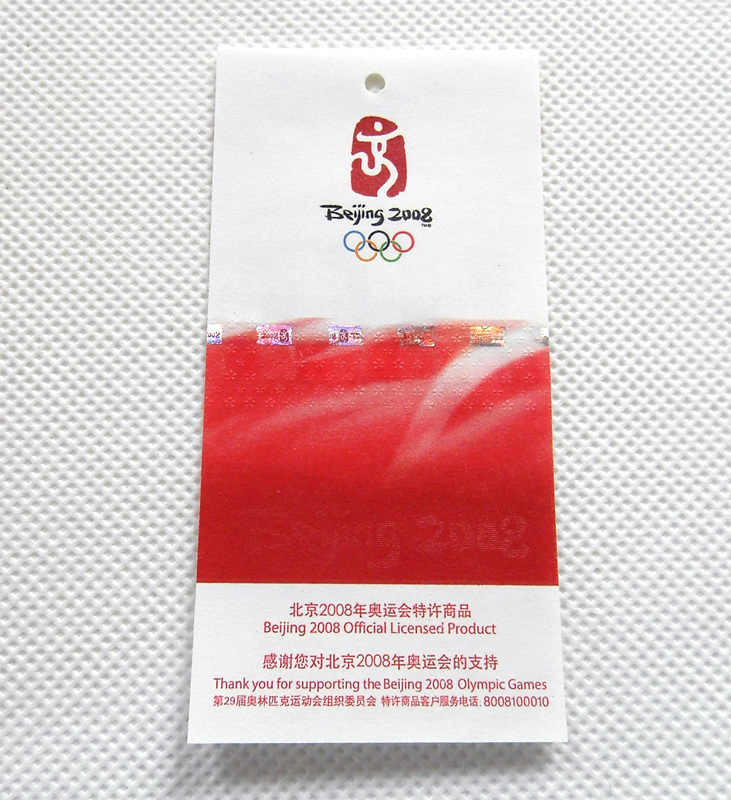 Beijing 2008
TM©
Beijing 2008
北京2008年奥运会特许商品
Beijing 2008 Official Licensed Product
感谢您对北京2008年奥运会的支持
Thank you for supporting the Beijing 2008 Olympic Games
第29届奥林匹克运动会组织委员会 特许商品客户服务电话: 8008100010